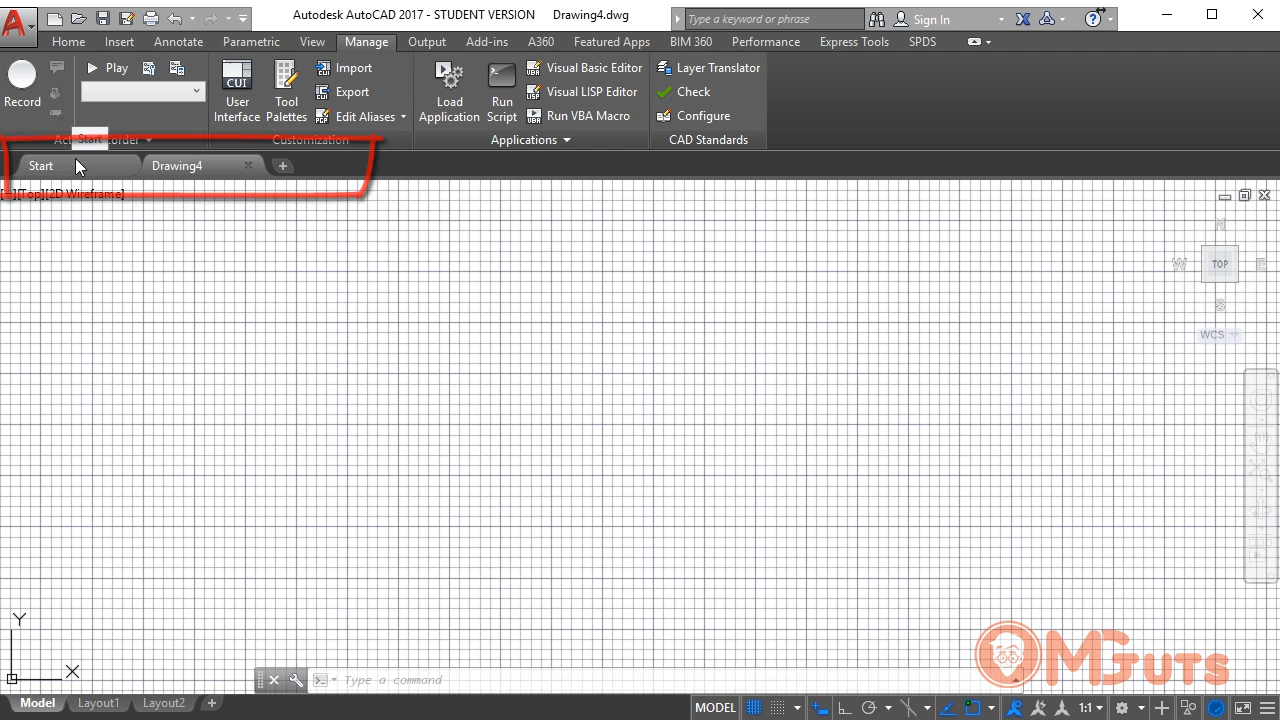 Autodesk AutoCAD 2017 - STUDENT VERSION Drawing4.dwg Type a keyword or phrase Sign In
Home Insert Annotate Parametric View Manage Output Add-ins A360 Featured Apps BIM 360 Performance Express Tools SPDS
Record
Play
CUI
User
Interface
Tool
Palettes
Import
Export
Edit Aliases
Load
Application
Run
Script
Visual Basic Editor
Visual LISP Editor
Run VBA Macro
Layer Translator
Check
Configure
Start
Customization Applications CAD Standards
Start Drawing4
[Top][2D Wireframe]
N
W TOP E
S
WCS
Y
X
Type a command
OMGTUTS
Model Layout1 Layout2 MODEL 1:1